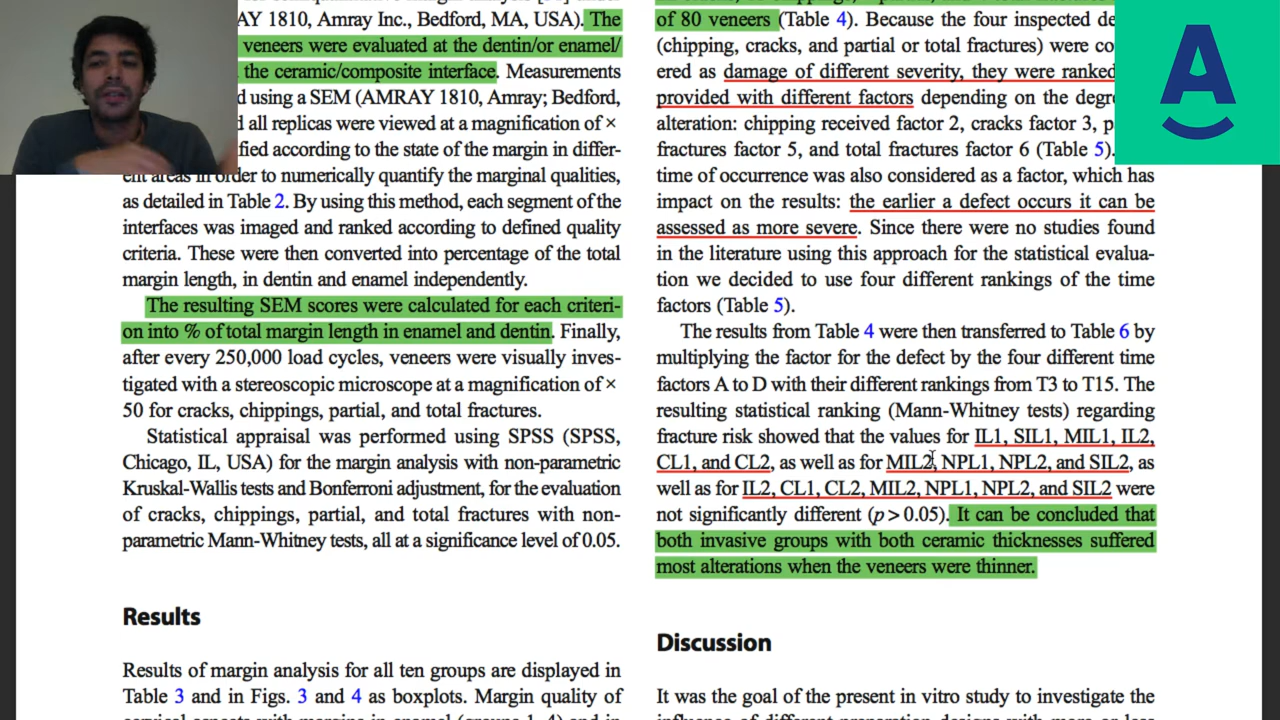 AY 1810, Amray Inc., Bedford, MA, USA). The
veneers were evaluated at the dentin/or enamel/
the ceramic/composite interface. Measurements
using a SEM (AMRAY 1810, Amray; Bedford,
all replicas were viewed at a magnification of ×
according to the state of the margin in differ-
ent areas in order to numerically quantify the marginal qualities,
as detailed in Table 2. By using this method, each segment of the
interfaces was imaged and ranked according to defined quality
criteria. These were then converted into percentage of the total
margin length, in dentin and enamel independently.
The resulting SEM scores were calculated for each criteri-
on into % of total margin length in enamel and dentin. Finally,
after every 250,000 load cycles, veneers were visually inves-
tigated with a stereoscopic microscope at a magnification of ×
50 for cracks, chippings, partial, and total fractures.
Statistical appraisal was performed using SPSS (SPSS,
Chicago, IL, USA) for the margin analysis with non-parametric
Kruskal-Wallis tests and Bonferroni adjustment, for the evaluation
of cracks, chippings, partial, and total fractures with non-
parametric Mann-Whitney tests, all at a significance level of 0.05.
Results
Results of margin analysis for all ten groups are displayed in
Table 3 and in Figs. 3 and 4 as boxplots. Margin quality of
of 80 veneers (Table 4). Because the four inspected de
(chipping, cracks, and partial or total fractures) were co
ered as damage of different severity, they were ranked
provided with different factors depending on the degr
alteration: chipping received factor 2, cracks factor 3, p
fractures factor 5, and total fractures factor 6 (Table 5).
time of occurrence was also considered as a factor, which has
impact on the results: the earlier a defect occurs it can be
assessed as more severe. Since there were no studies found
in the literature using this approach for the statistical evalua-
tion we decided to use four different rankings of the time
factors (Table 5).
The results from Table 4 were then transferred to Table 6 by
multiplying the factor for the defect by the four different time
factors A to D with their different rankings from T3 to T15. The
resulting statistical ranking (Mann-Whitney tests) regarding
fracture risk showed that the values for IL1, SIL1, MIL1, IL2,
CL1, and CL2, as well as for MIL2, NPL1, NPL2, and SIL2, as
well as for IL2, CL1, CL2, MIL2, NPL1, NPL2, and SIL2 were
not significantly different (p > 0.05). It can be concluded that
both invasive groups with both ceramic thicknesses suffered
most alterations when the veneers were thinner.
Discussion
It was the goal of the present in vitro study to investigate the
A